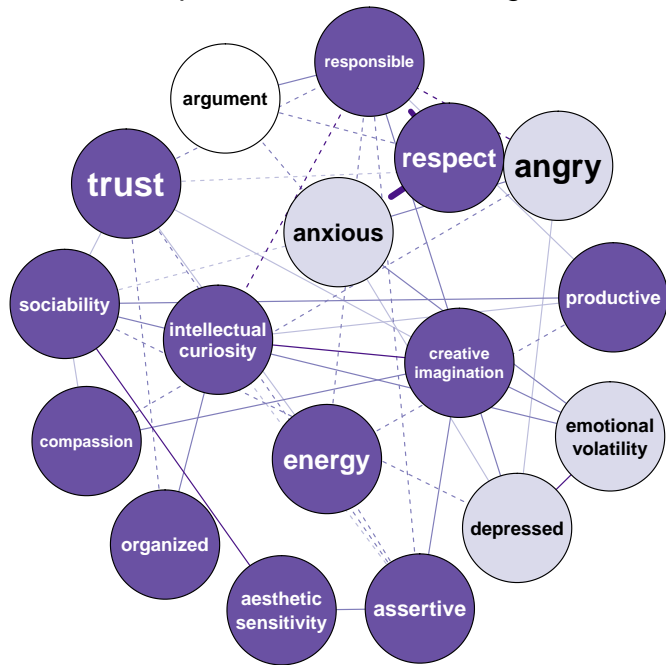 responsible
argument
respect
angry
trust
anxious
sociability
productive
intellectual
curiosity
creative
imagination
emotional
volatility
compassion
energy
depressed
organized
aesthetic
sensitivity
assertive